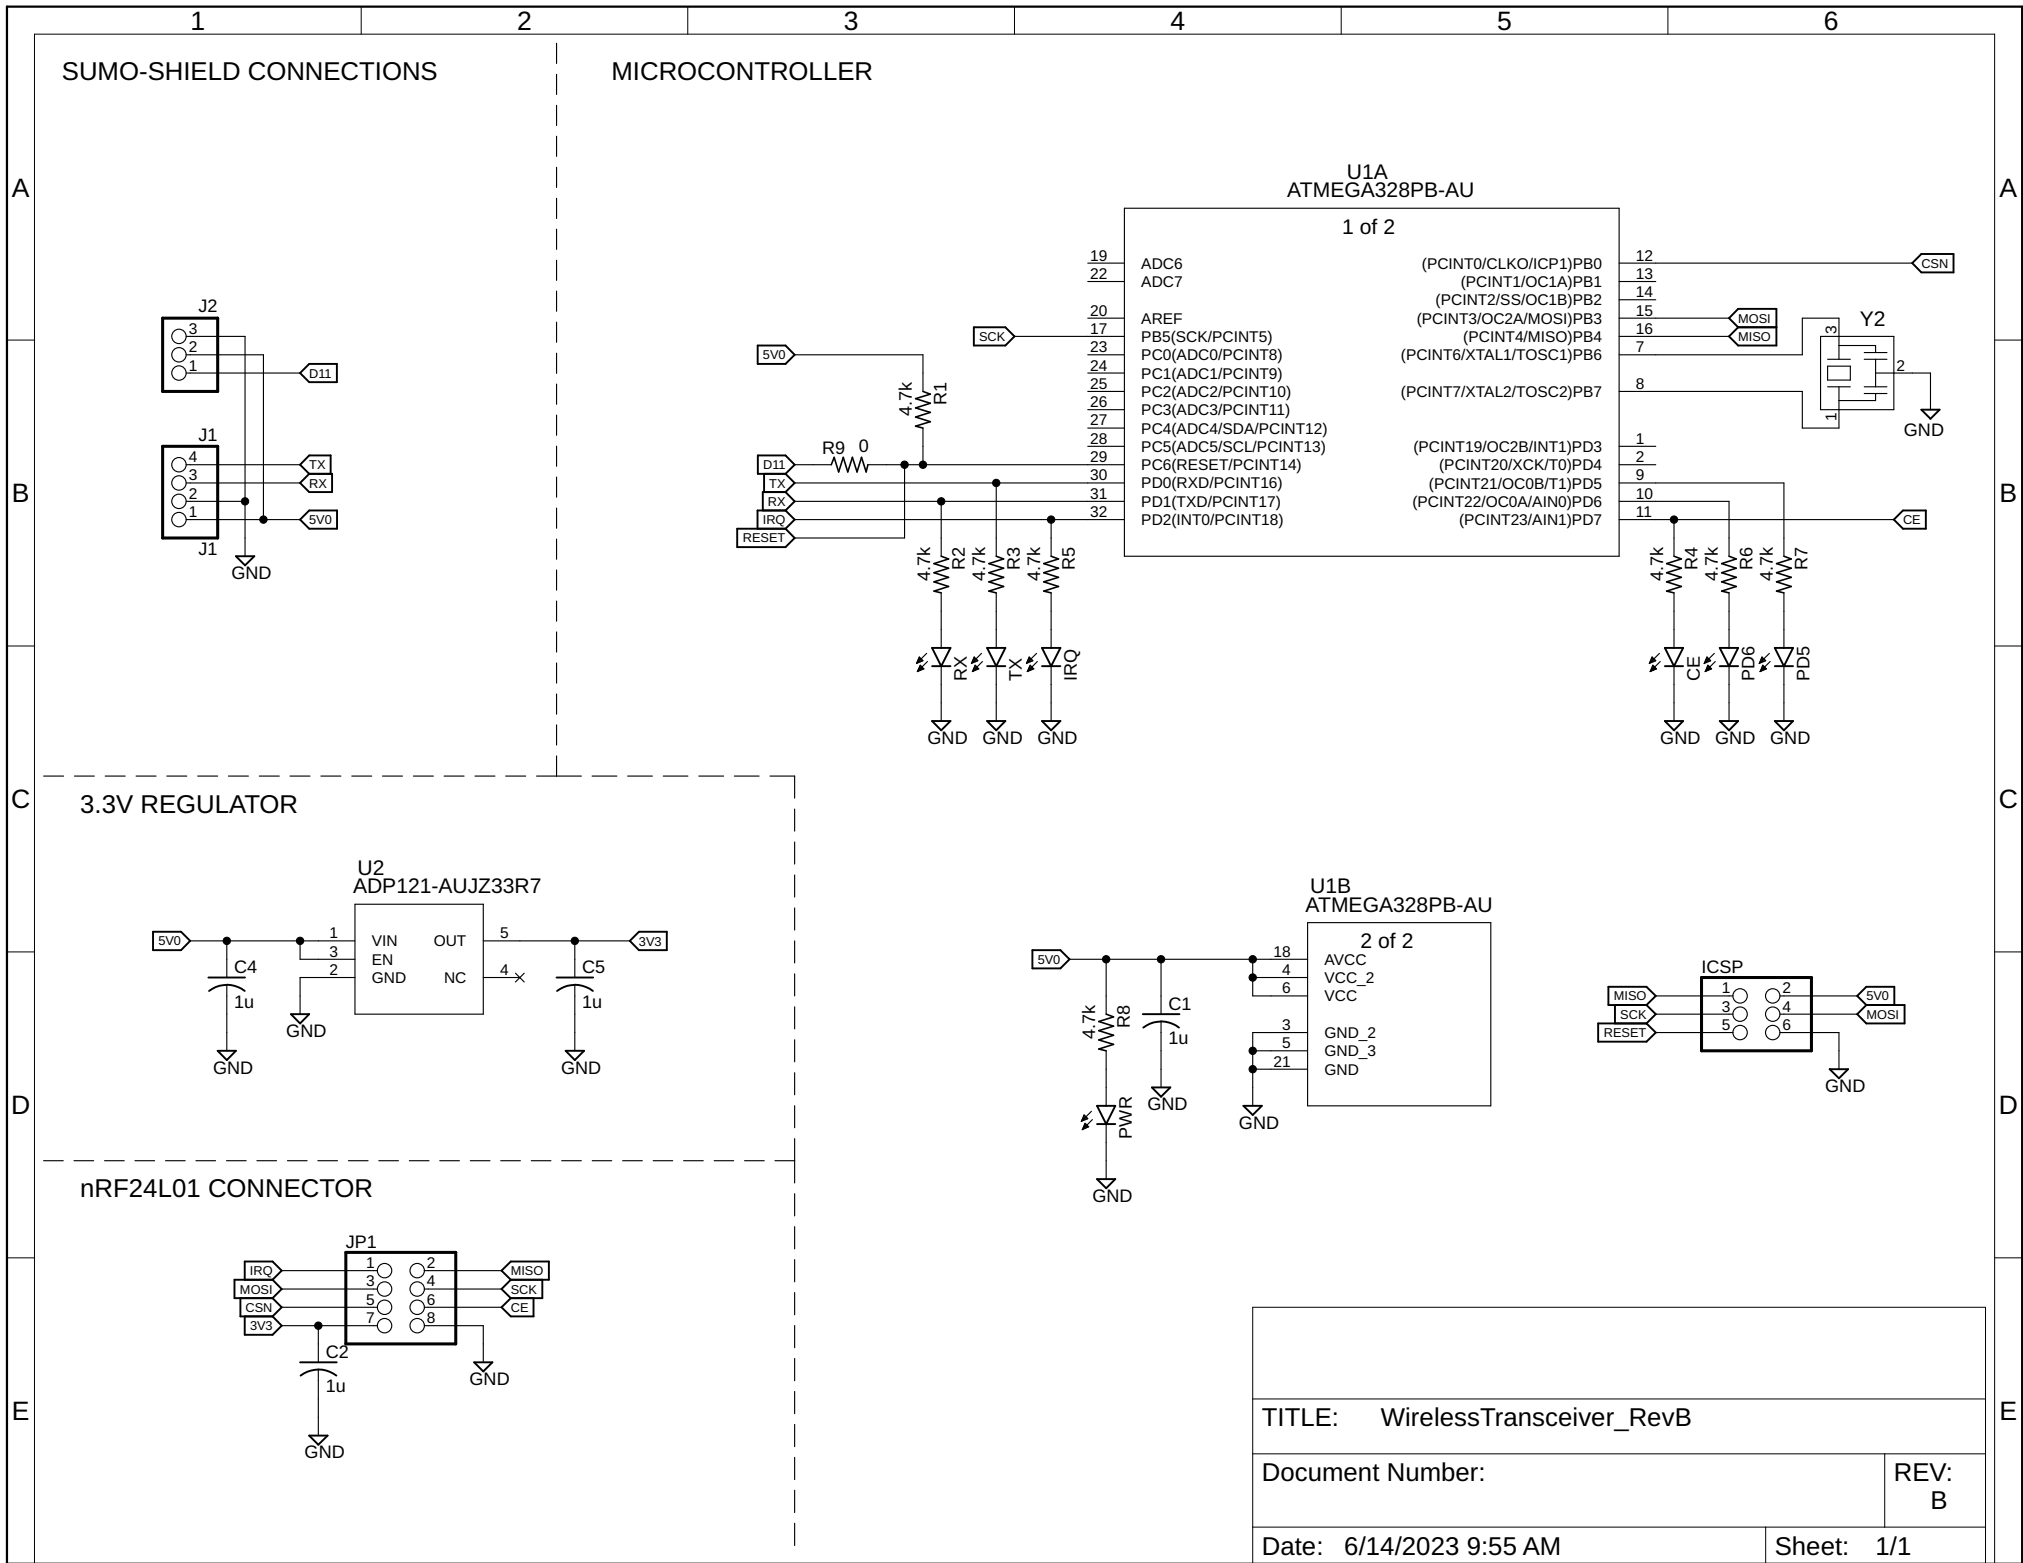 1 2 3 4 5 6
SUMO-SHIELD CONNECTIONS
J2
3
2
1
D11
J1
4
3
2
1
TX
RX
5V0
J1
GND
MICROCONTROLLER
U1A
ATMEGA328PB-AU
1 of 2
19 ADC6
22 ADC7
20 AREF
SCK 17 PB5(SCK/PCINT5)
23 PC0(ADC0/PCINT8)
24 PC1(ADC1/PCINT9)
25 PC2(ADC2/PCINT10)
26 PC3(ADC3/PCINT11)
27 PC4(ADC4/SDA/PCINT12)
28 PC5(ADC5/SCL/PCINT13)
29 PC6(RESET/PCINT14)
30 PD0(RXD/PCINT16)
31 PD1(TXD/PCINT17)
32 PD2(INT0/PCINT18)
(PCINT0/CLKO/ICP1)PB0 12 CSN
(PCINT1/OC1A)PB1 13
(PCINT2/SS/OC1B)PB2 14
(PCINT3/OC2A/MOSI)PB3 15 MOSI
(PCINT4/MISO)PB4 16 MISO
(PCINT6/XTAL1/TOSC1)PB6 7
(PCINT7/XTAL2/TOSC2)PB7 8
(PCINT19/OC2B/INT1)PD3 1
(PCINT20/XCK/T0)PD4 2
(PCINT21/OC0B/T1)PD5 9
(PCINT22/OC0A/AIN0)PD6 10
(PCINT23/AIN1)PD7 11 CE
Y2
3
2
1
GND
5V0
4.7k R1
R9 0
D11
TX
RX
IRQ
RESET
4.7k R2
4.7k R3
4.7k R5
RX
TX
IRQ
GND GND GND
4.7k R4
4.7k R6
4.7k R7
CE
PD6
PD5
GND GND GND
3.3V REGULATOR
U2
ADP121-AUJZ33R7
5V0 1 VIN OUT 5 3V3
3 EN
2 GND NC 4
C4
1u
C5
1u
GND
GND
GND
U1B
ATMEGA328PB-AU
2 of 2
5V0 18 AVCC
4 VCC_2
6 VCC
3 GND_2
5 GND_3
21 GND
4.7k R8
C1
1u
PWR
GND
GND
GND
ICSP
MISO 1 2 5V0
SCK 3 4 MOSI
RESET 5 6
GND
nRF24L01 CONNECTOR
JP1
IRQ 1 2 MISO
MOSI 3 4 SCK
CSN 5 6 CE
3V3 7 8
C2
1u
GND
GND
A A
B B
C C
D D
E E
TITLE: WirelessTransceiver_RevB
Document Number:
REV:
B
Date: 6/14/2023 9:55 AM
Sheet: 1/1